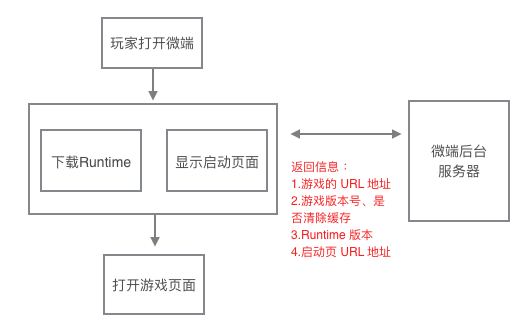 玩家打开微端
下载Runtime
显示启动页面
微端后台
服务器
返回信息：
1.游戏的 URL 地址
2.游戏版本号、是
否清除缓存
3.Runtime 版本
4.启动页 URL 地址
打开游戏页面